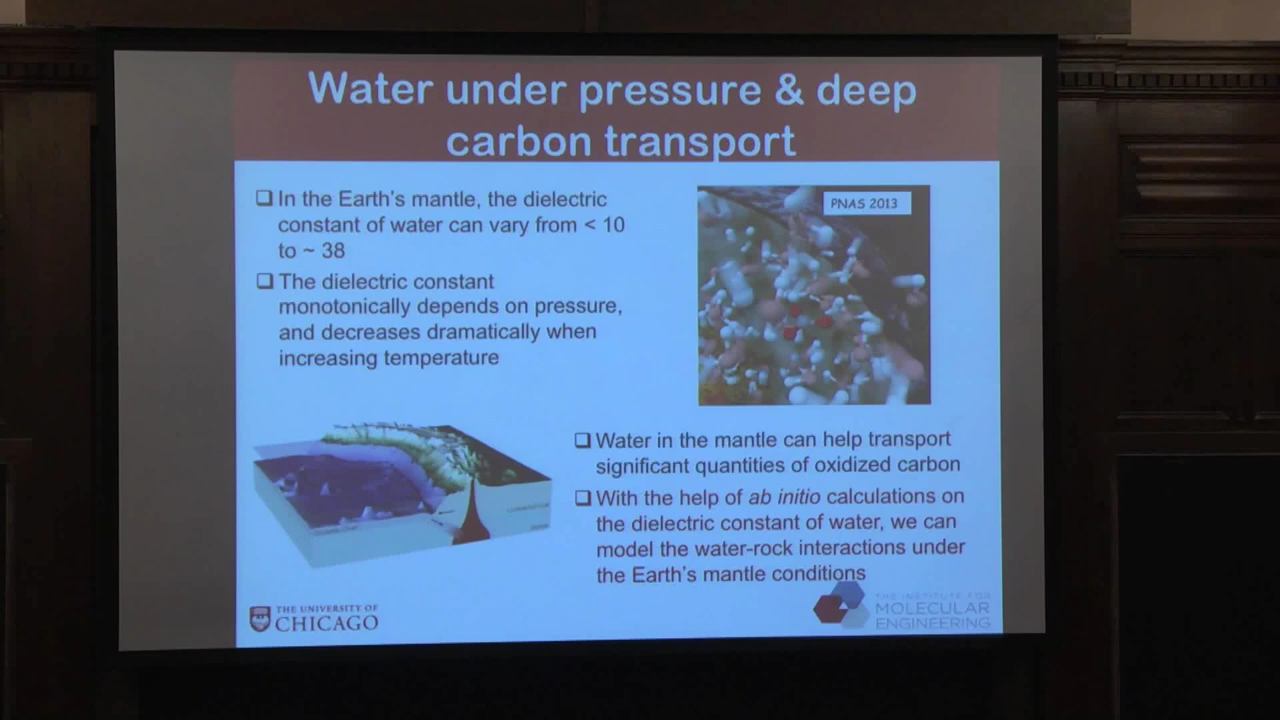 Water under pressure & deep
carbon transport
❑ In the Earth's mantle, the dielectric
constant of water can vary from < 10
to ~ 38
❑ The dielectric constant
monotonically depends on pressure,
and decreases dramatically when
increasing temperature
PNAS 2013
❑ Water in the mantle can help transport
significant quantities of oxidized carbon
❑ With the help of ab initio calculations on
the dielectric constant of water, we can
model the water-rock interactions under
the Earth's mantle conditions
THE UNIVERSITY OF
CHICAGO
THE INSTITUTE FOR
MOLECULAR
ENGINEERING